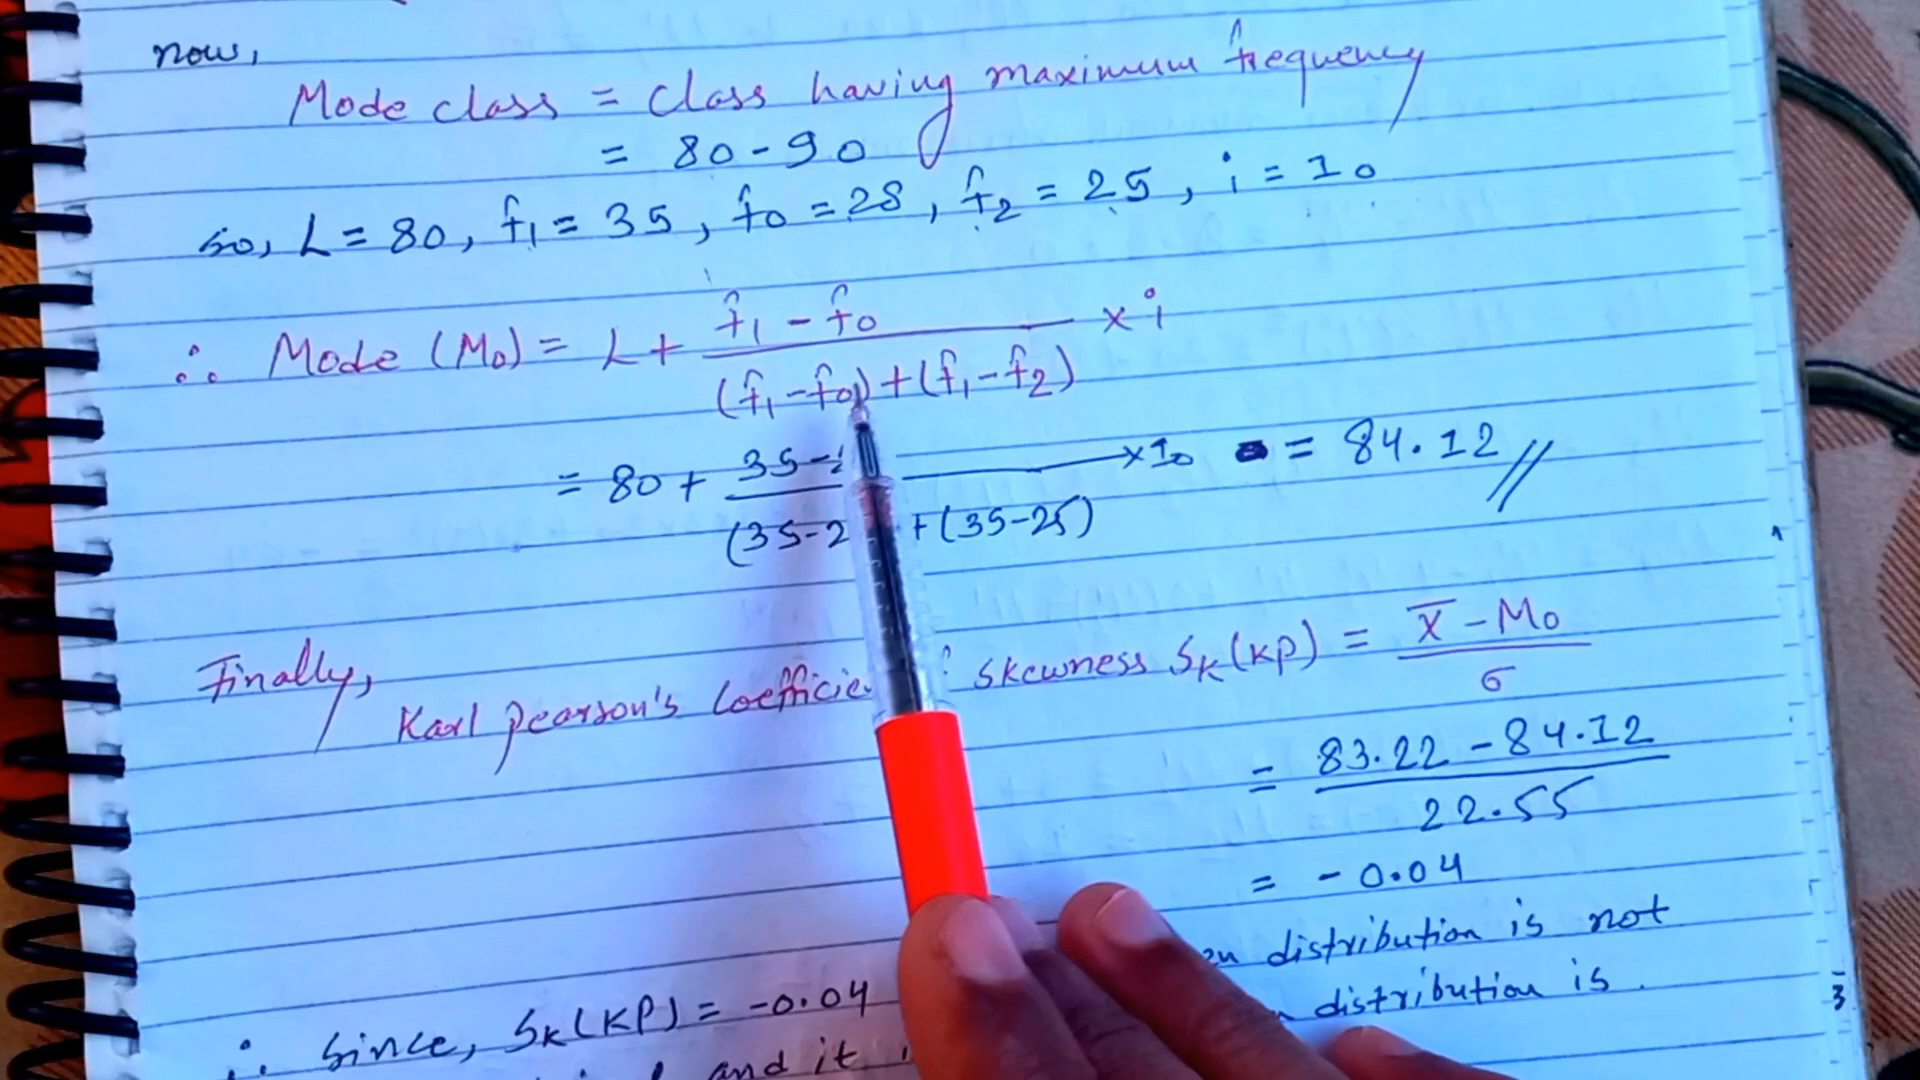 now,
Mode class = class having maximum frequency
= 80-90
so, L = 80, f1 = 35, f0 = 28, f2 = 25, i = 10
∴ Mode (Mo) = L + (f1 - f0) / ((f1 - f0) + (f1 - f2)) × i
= 80 + 35- / (35-2 + (35-25) × 10 = 84.12 //
Finally,
Karl pearson's coefficie skewness Sk (KP) = (X̅ - Mo) / σ
= (83.22 - 84.12) / 22.55
= - 0.04
∴ since, Sk (KP) = -0.04 distribution is not
and it distribution is